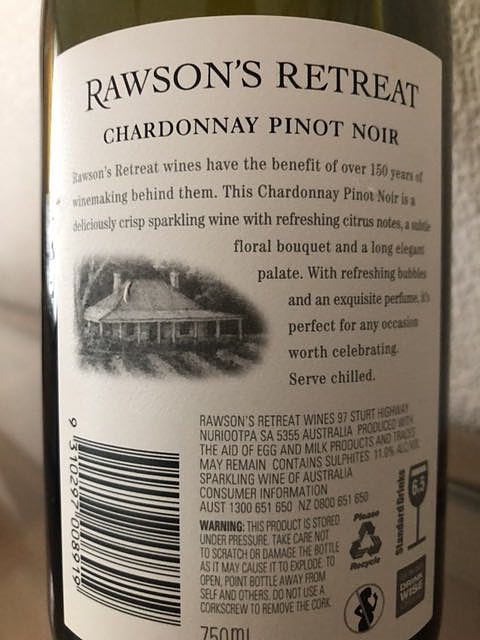 RAWSON'S RETREAT
CHARDONNAY PINOT NOIR
Rawson's Retreat wines have the benefit of over 150 years of
winemaking behind them. This Chardonnay Pinot Noir is a
deliciously crisp sparkling wine with refreshing citrus notes, a subtle
floral bouquet and a long elegant
palate. With refreshing bubbles
and an exquisite perfume, it's
perfect for any occasion
worth celebrating.
Serve chilled.
RAWSON'S RETREAT WINES 97 STURT HIGHWAY
NURIOOTPA SA 5355 AUSTRALIA PRODUCED WITH
THE AID OF EGG AND MILK PRODUCTS AND TRACES
MAY REMAIN CONTAINS SULPHITES 11.0% ALC/VOL
SPARKLING WINE OF AUSTRALIA
CONSUMER INFORMATION
AUST 1300 651 650 NZ 0800 651 650
WARNING: THIS PRODUCT IS STORED
UNDER PRESSURE. TAKE CARE NOT
TO SCRATCH OR DAMAGE THE BOTTLE
AS IT MAY CAUSE IT TO EXPLODE. TO
OPEN, POINT BOTTLE AWAY FROM
SELF AND OTHERS. DO NOT USE A
CORKSCREW TO REMOVE THE CORK.
750ml
9 310297 008919
Please
Recycle
Standard Drinks
6.5
DRINK
WISE